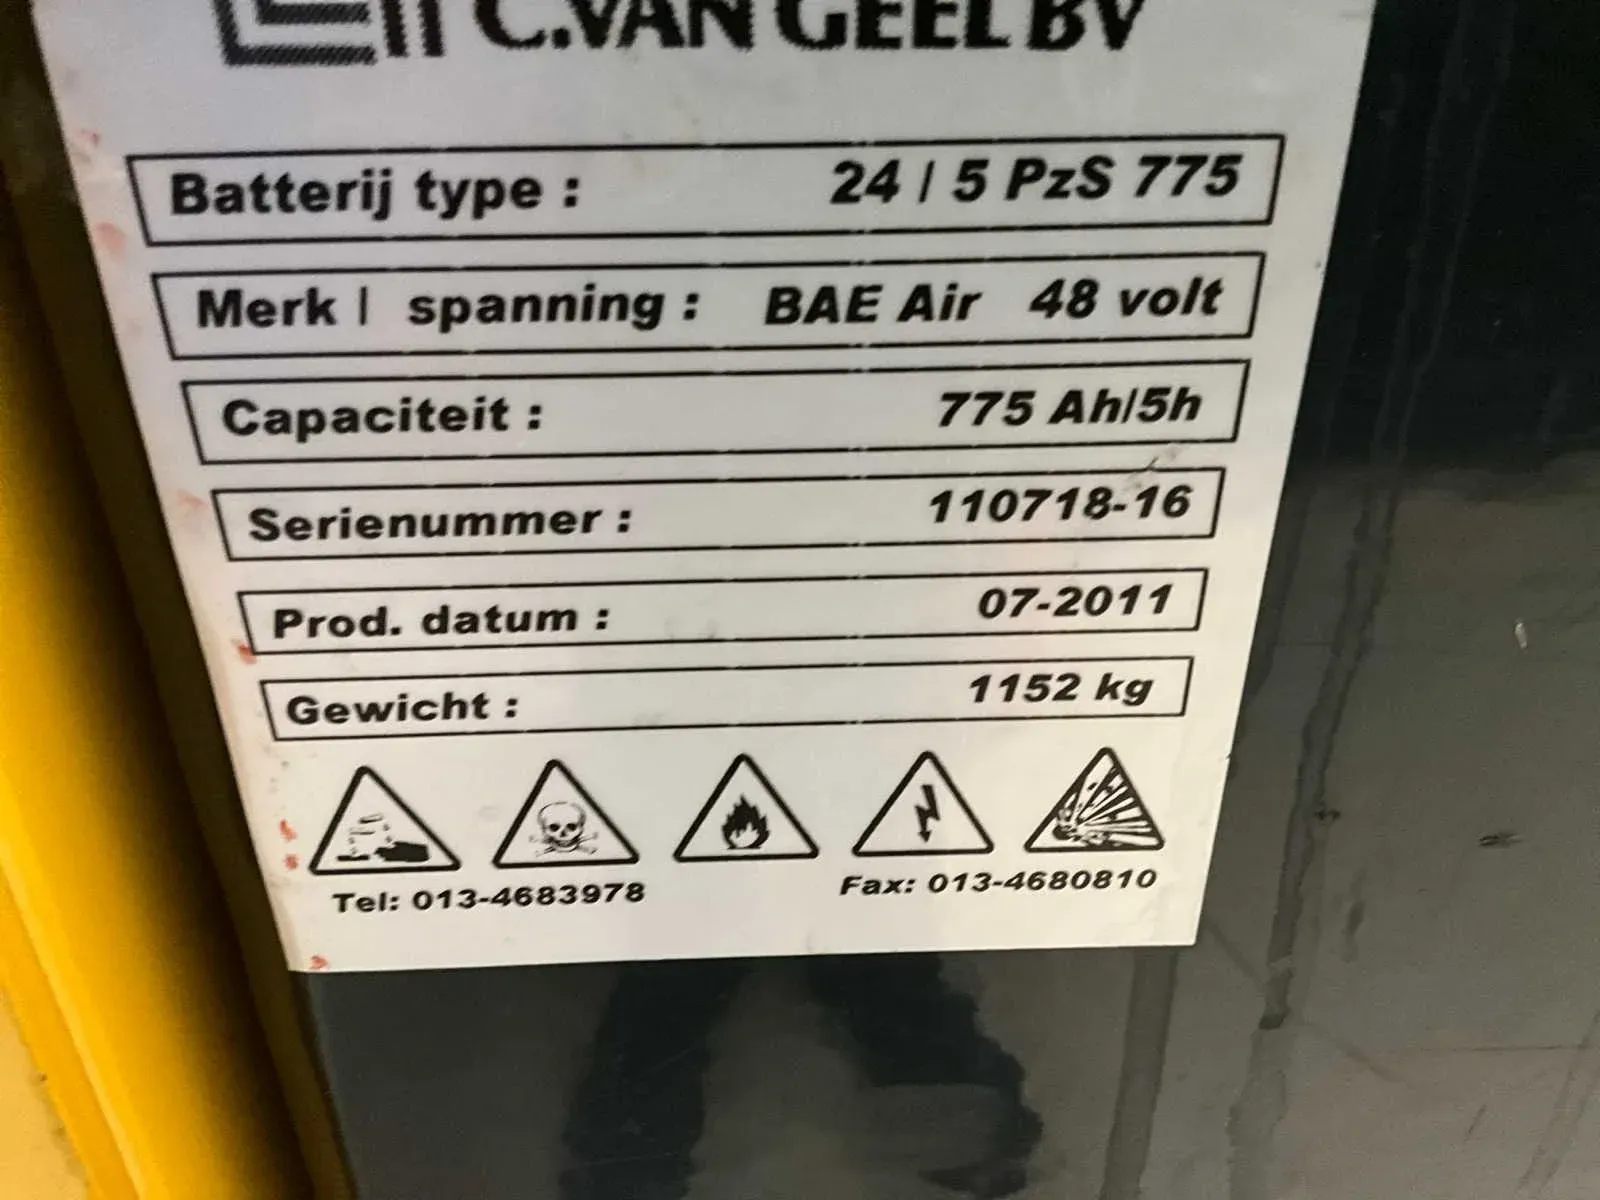 C.VAN GEEL BV
Batterij type : 24 / 5 PzS 775
Merk / spanning : BAE Air 48 volt
Capaciteit : 775 Ah/5h
Serienummer : 110718-16
Prod. datum : 07-2011
Gewicht : 1152 kg
Tel: 013-4683978 Fax: 013-4680810